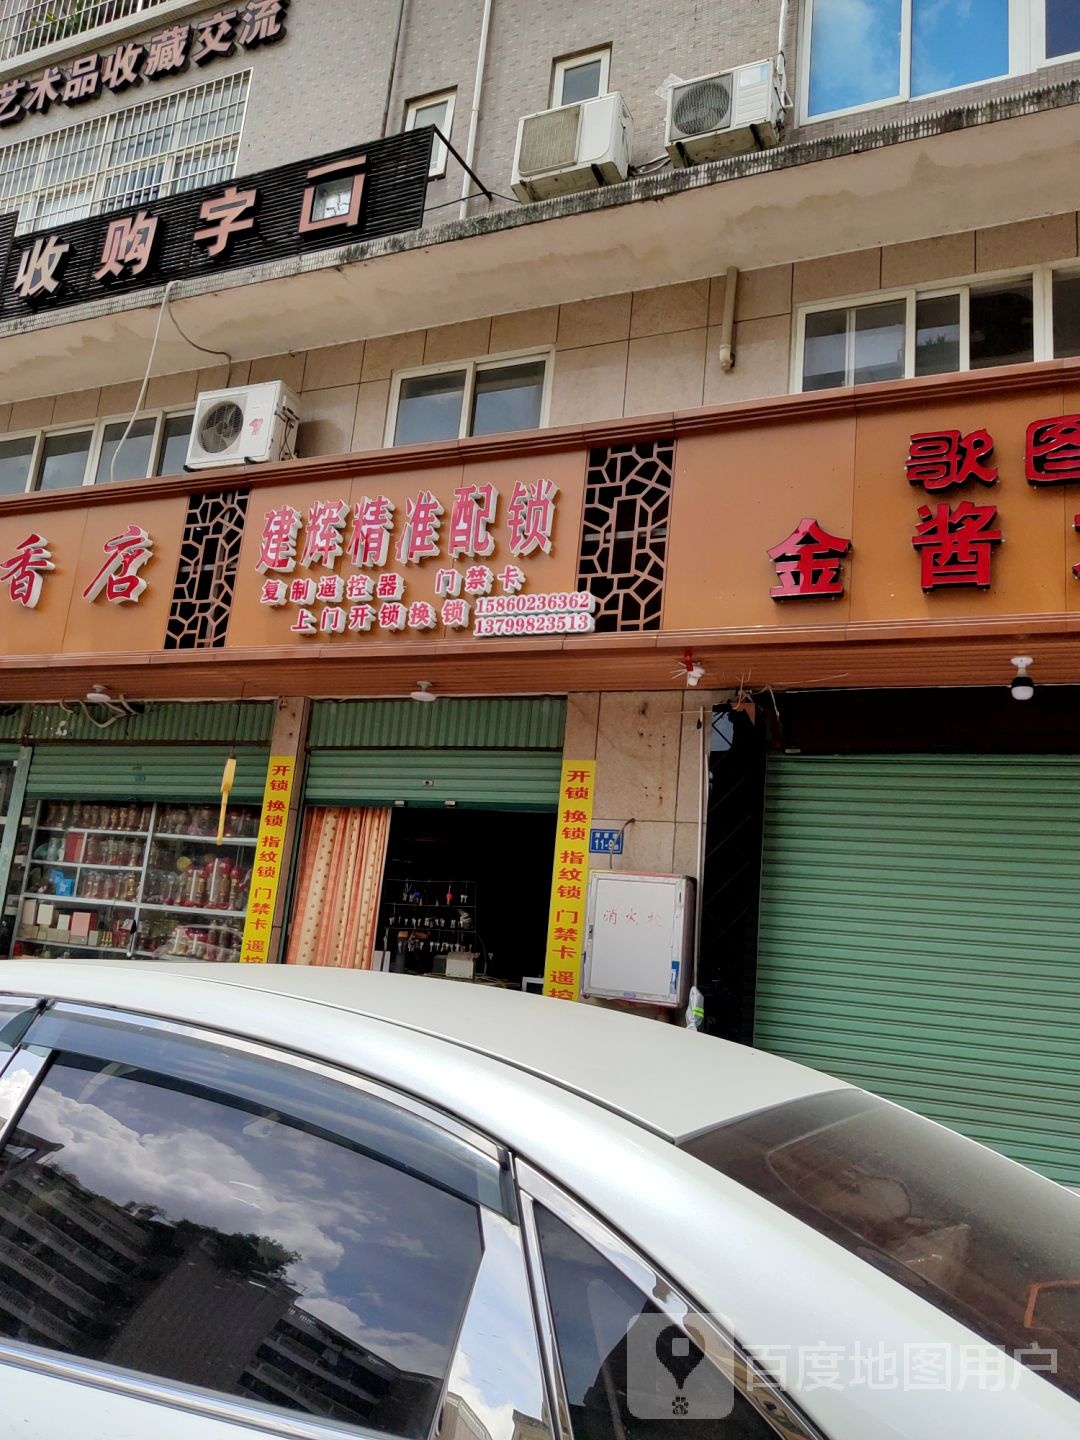 艺术品收藏交流
收购字画
香店
建辉精准配锁
复制遥控器 门禁卡
上门开锁换锁 15860236362
13799823513
歌图
金酱
开锁 换锁 指纹锁 门禁卡 遥控
开锁 换锁 指纹锁 门禁卡 遥控
11-9
消火栓
百度地图用户